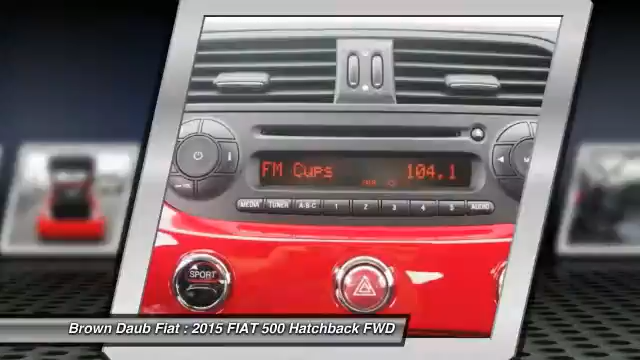 FM Cups 104.1
MEDIA TUNER A-B-C 1 2 3 4 5 AUDIO
SPORT
Brown Daub Fiat : 2015 FIAT 500 Hatchback FWD